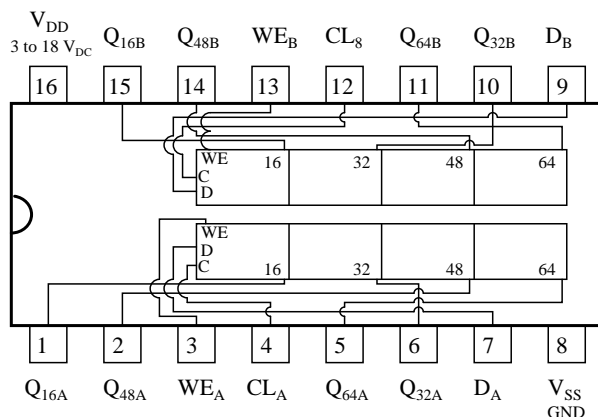 V_DD Q_16B Q_48B WE_B CL_8 Q_64B Q_32B D_B
3 to 18 V_DC
16 15 14 13 12 11 10 9
WE 16 32 48 64
C
D
WE
D
C 16 32 48 64
1 2 3 4 5 6 7 8
Q_16A Q_48A WE_A CL_A Q_64A Q_32A D_A V_SS
GND